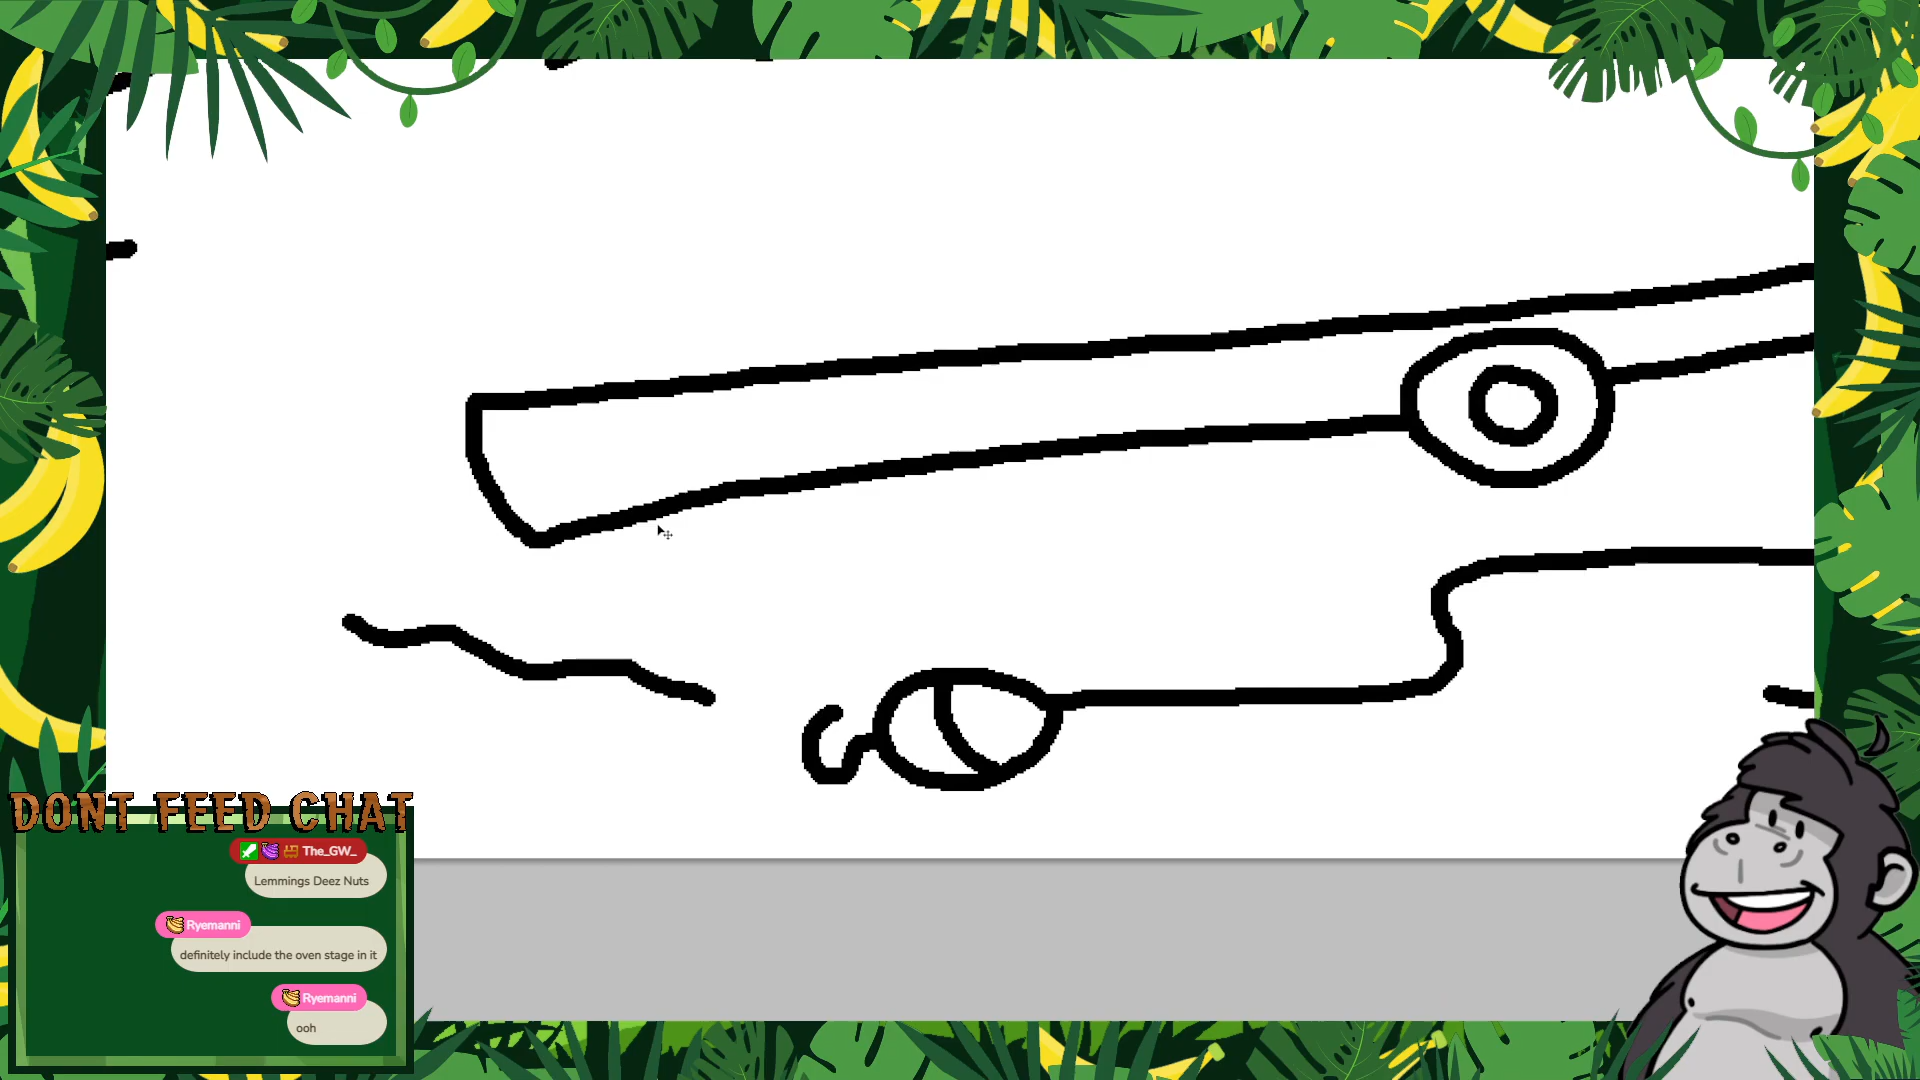 DONT FEED CHAT
The_GW_
Lemmings Deez Nuts
Ryemanni
definitely include the oven stage in it
Ryemanni
ooh